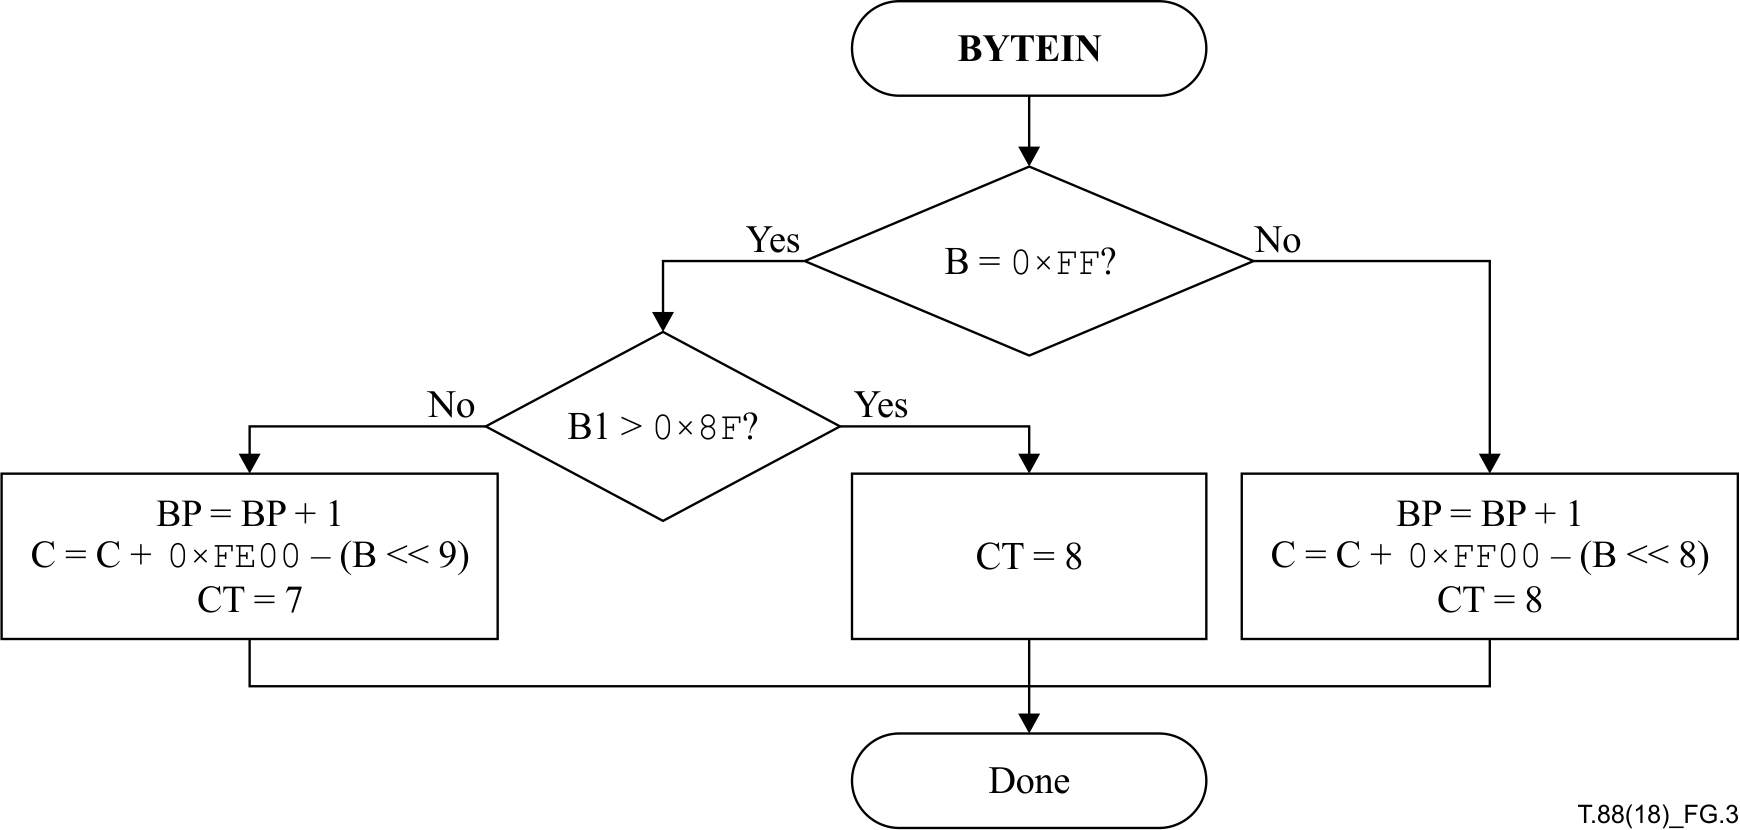 BYTEIN
Yes
No
B = 0×FF?
No
Yes
B1 > 0×8F?
BP = BP + 1
C = C + 0×FE00 – (B << 9)
CT = 7
CT = 8
BP = BP + 1
C = C + 0×FF00 – (B << 8)
CT = 8
Done
T.88(18)_FG.3